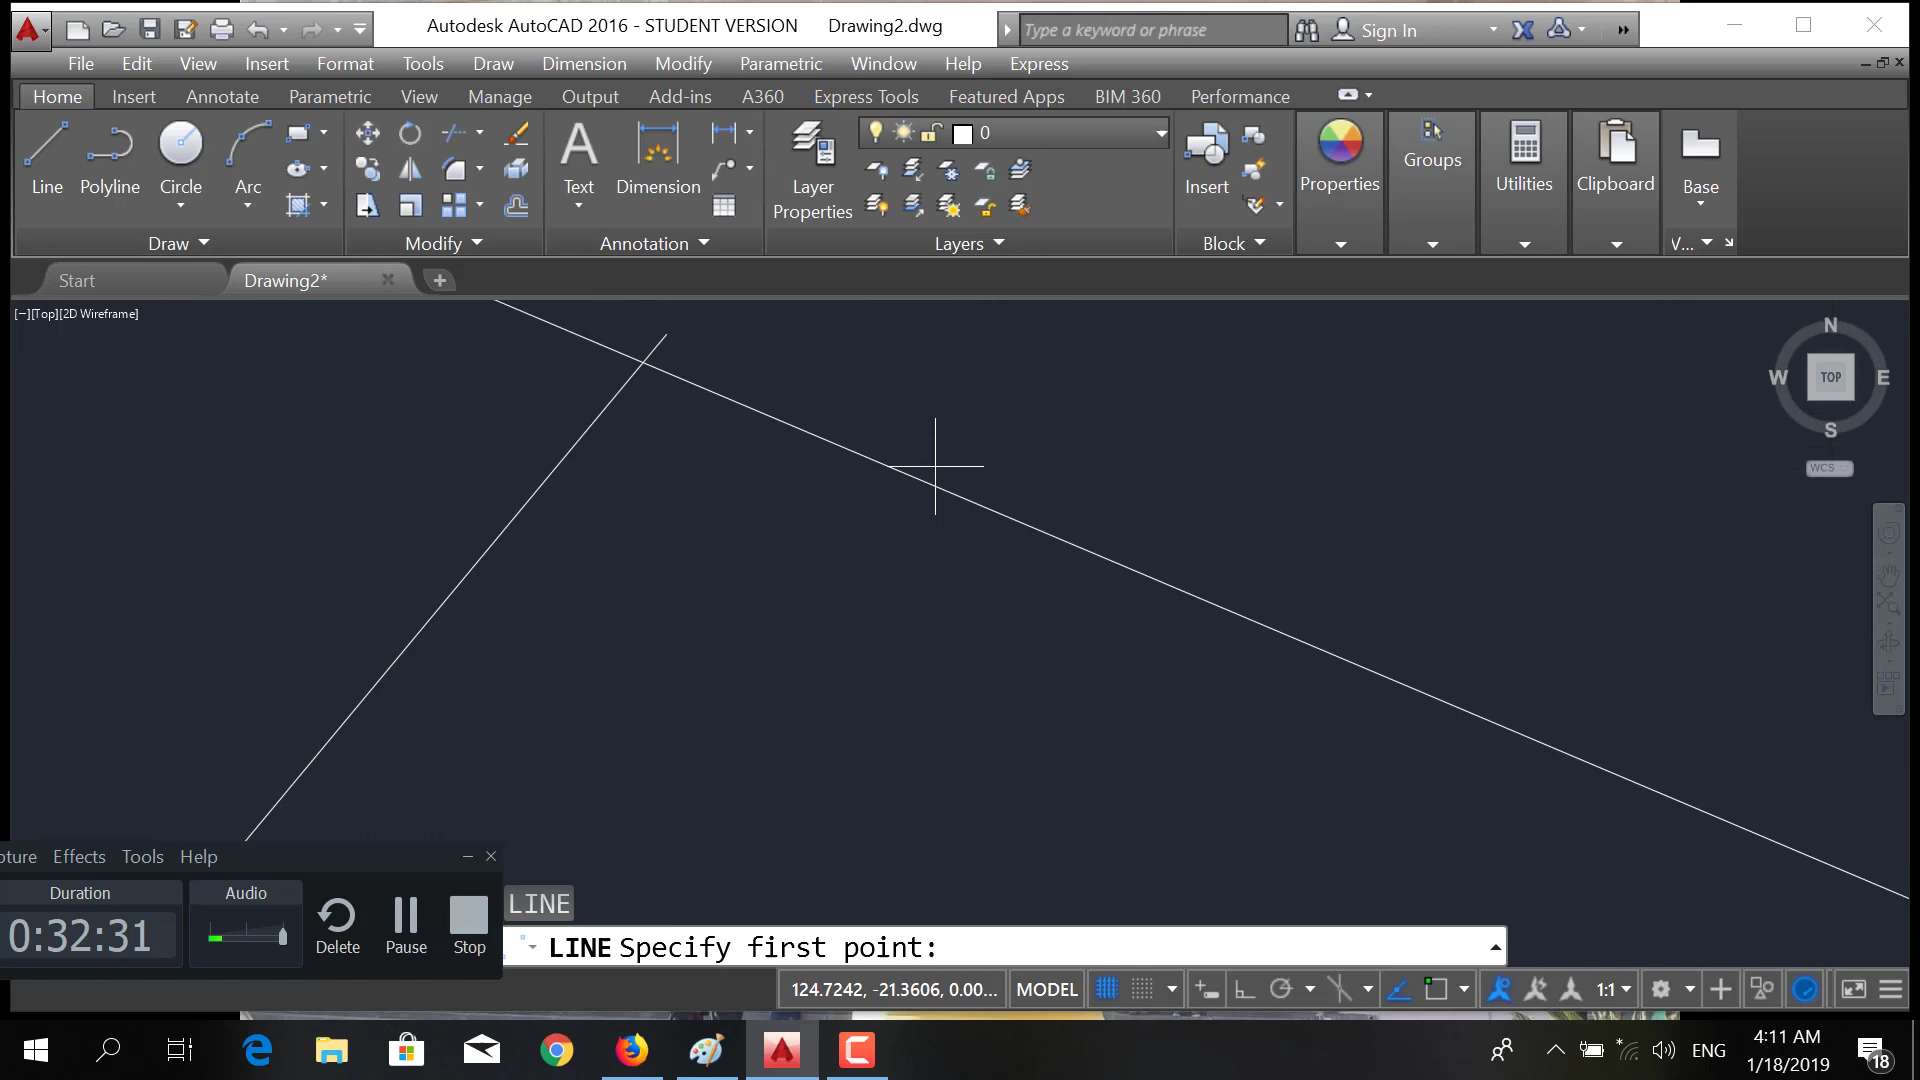 Autodesk AutoCAD 2016 - STUDENT VERSION Drawing2.dwg
Type a keyword or phrase
Sign In
File Edit View Insert Format Tools Draw Dimension Modify Parametric Window Help Express
Home Insert Annotate Parametric View Manage Output Add-ins A360 Express Tools Featured Apps BIM 360 Performance
0
Line Polyline Circle Arc
Text Dimension
Layer
Properties
Insert
Properties
Groups
Utilities
Clipboard
Base
Draw Modify Annotation Layers Block V...
Start Drawing2*
[−][Top][2D Wireframe]
N
W TOP E
S
WCS
pture Effects Tools Help
Duration Audio
0:32:31
Delete Pause Stop
LINE
LINE Specify first point:
124.7242, -21.3606, 0.00... MODEL 1:1
ENG
4:11 AM
1/18/2019
18